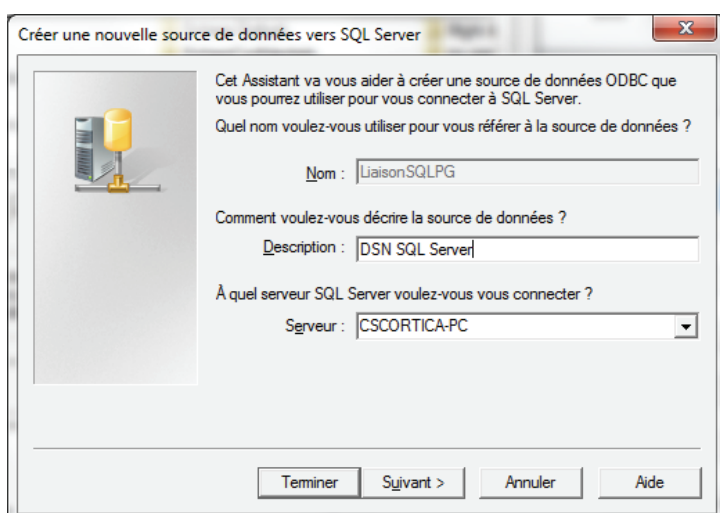 Créer une nouvelle source de données vers SQL Server
Cet Assistant va vous aider à créer une source de données ODBC que
vous pourrez utiliser pour vous connecter à SQL Server.
Quel nom voulez-vous utiliser pour vous référer à la source de données ?
Nom : LiaisonSQLPG
Comment voulez-vous décrire la source de données ?
Description : DSN SQL Server
À quel serveur SQL Server voulez-vous vous connecter ?
Serveur : CSCORTICA-PC
Terminer Suivant > Annuler Aide